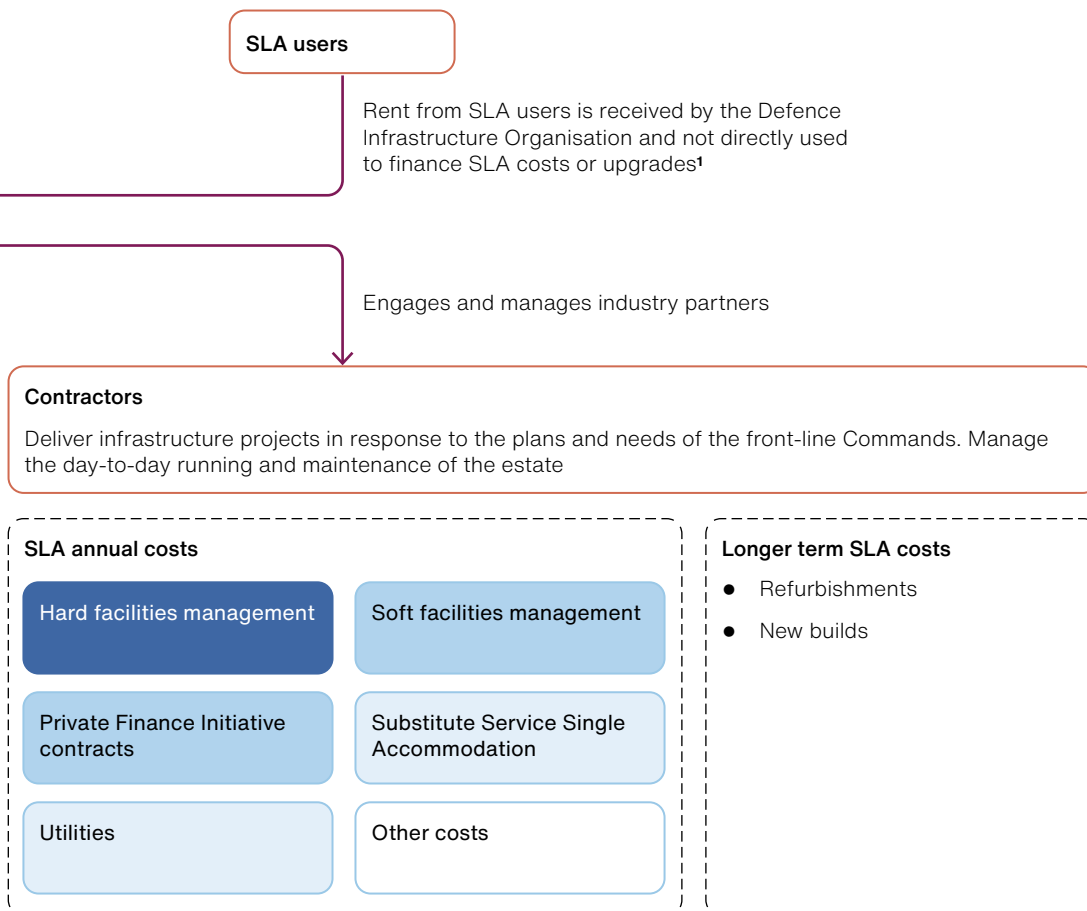 SLA users
Rent from SLA users is received by the Defence
Infrastructure Organisation and not directly used
to finance SLA costs or upgrades¹
Engages and manages industry partners
Contractors
Deliver infrastructure projects in response to the plans and needs of the front-line Commands. Manage
the day-to-day running and maintenance of the estate
SLA annual costs
Hard facilities management
Soft facilities management
Private Finance Initiative
contracts
Substitute Service Single
Accommodation
Utilities
Other costs
Longer term SLA costs
● Refurbishments
● New builds